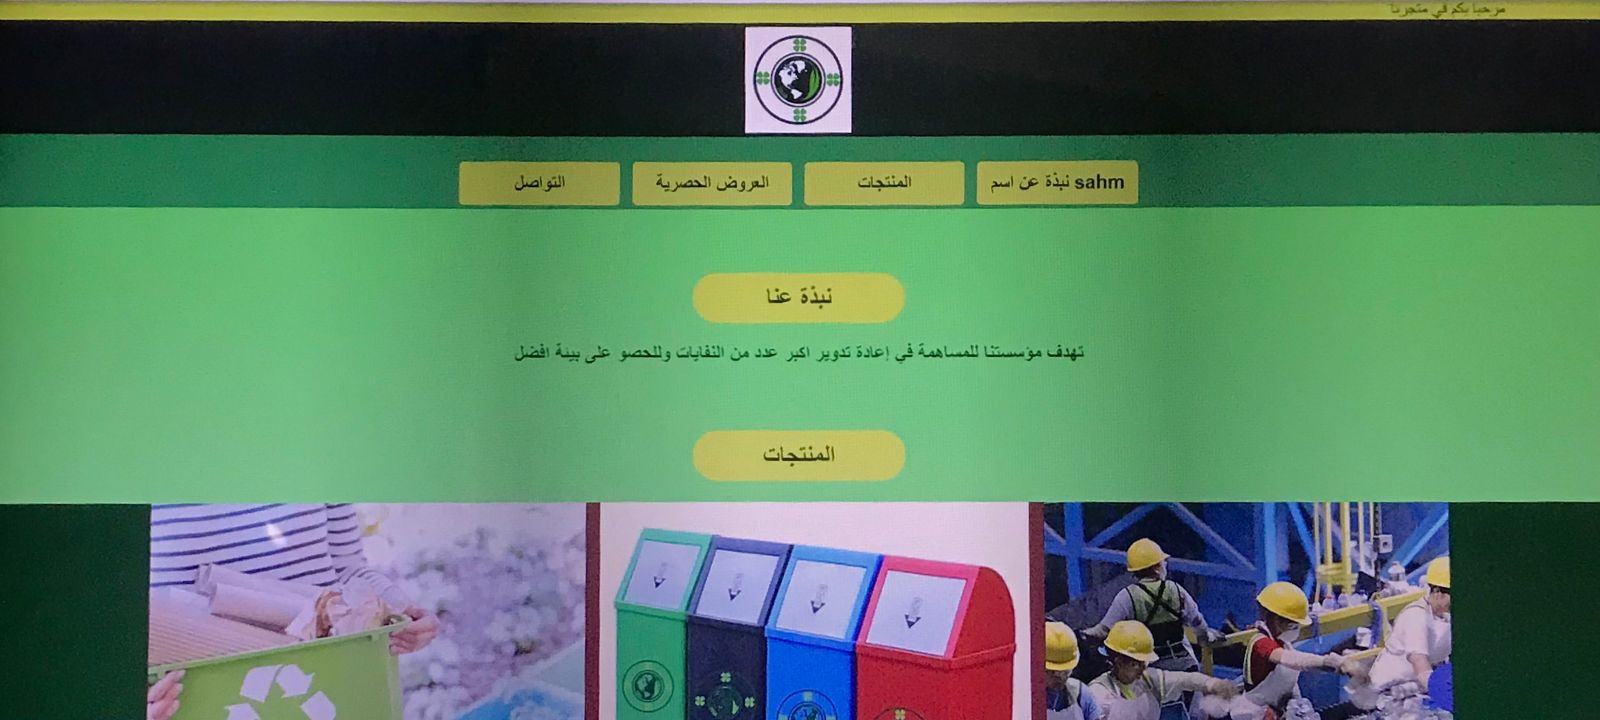 مرحبا بكم في متجرنا
نبذة عن اسم sahm
المنتجات
العروض الحصرية
التواصل
نبذة عنا
تهدف مؤسستنا للمساهمة في إعادة تدوير اكبر عدد من النفايات وللحصو على بيئة افضل
المنتجات